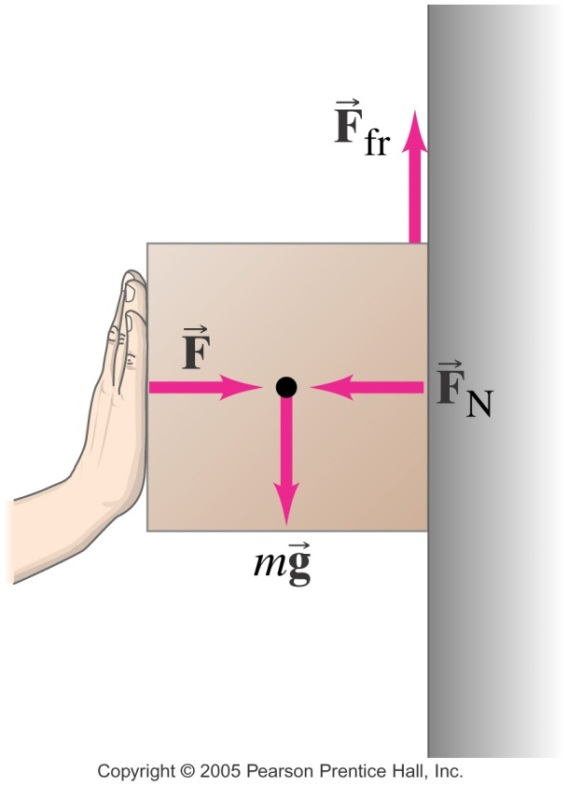 F⃗fr
F⃗
F⃗N
mg⃗
Copyright © 2005 Pearson Prentice Hall, Inc.